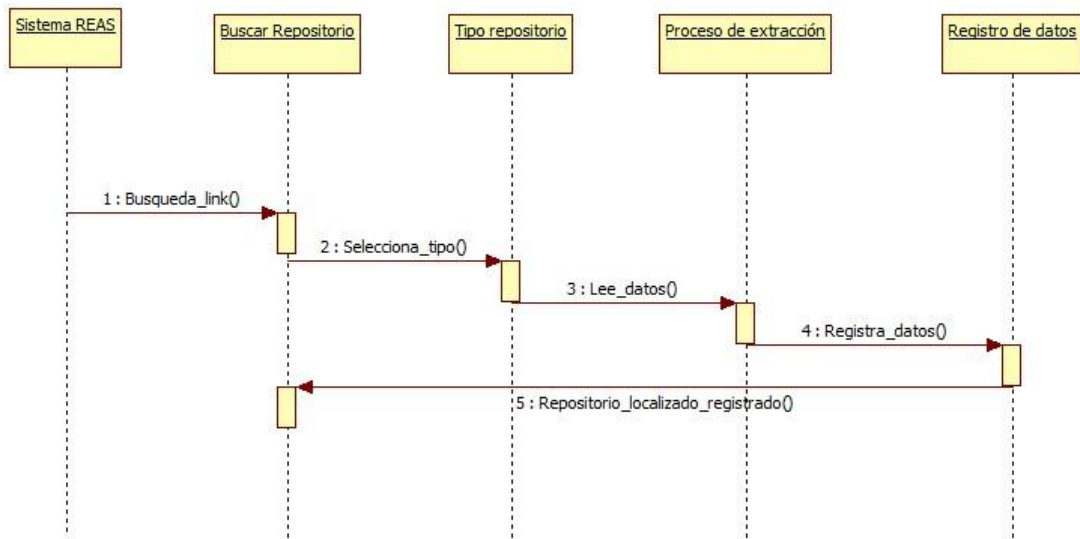 Sistema REAS
Buscar Repositorio
Tipo repositorio
Proceso de extracción
Registro de datos
1 : Busqueda_link()
2 : Selecciona_tipo()
3 : Lee_datos()
4 : Registra_datos()
5 : Repositorio_localizado_registrado()